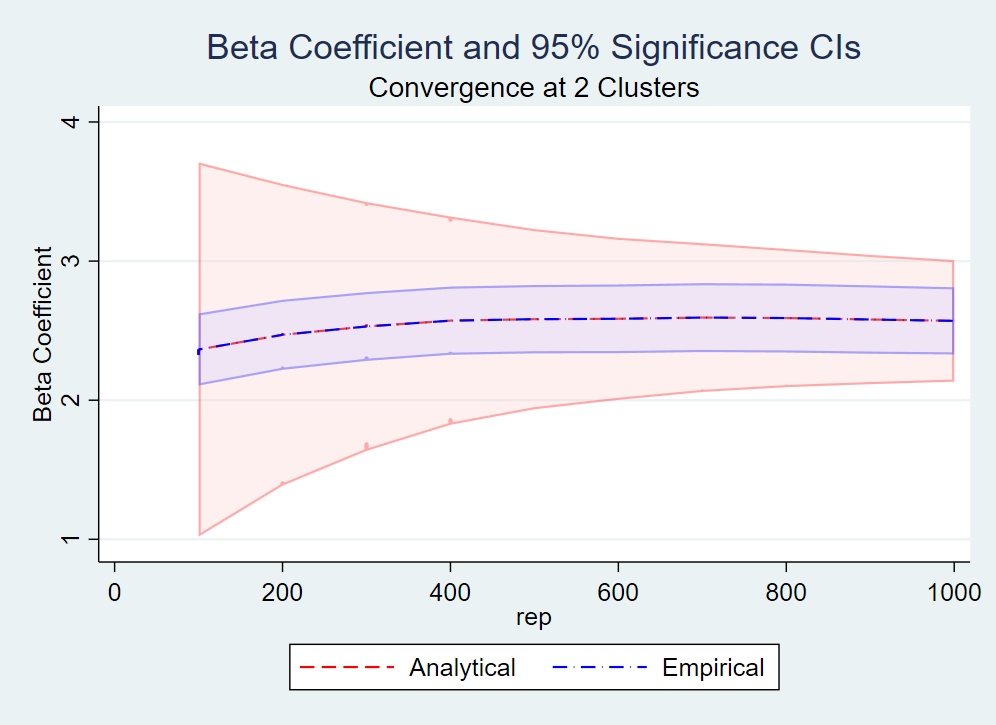 Beta Coefficient and 95% Significance CIs
Convergence at 2 Clusters
Beta Coefficient
4
3
2
1
0 200 400 600 800 1000
rep
Analytical Empirical